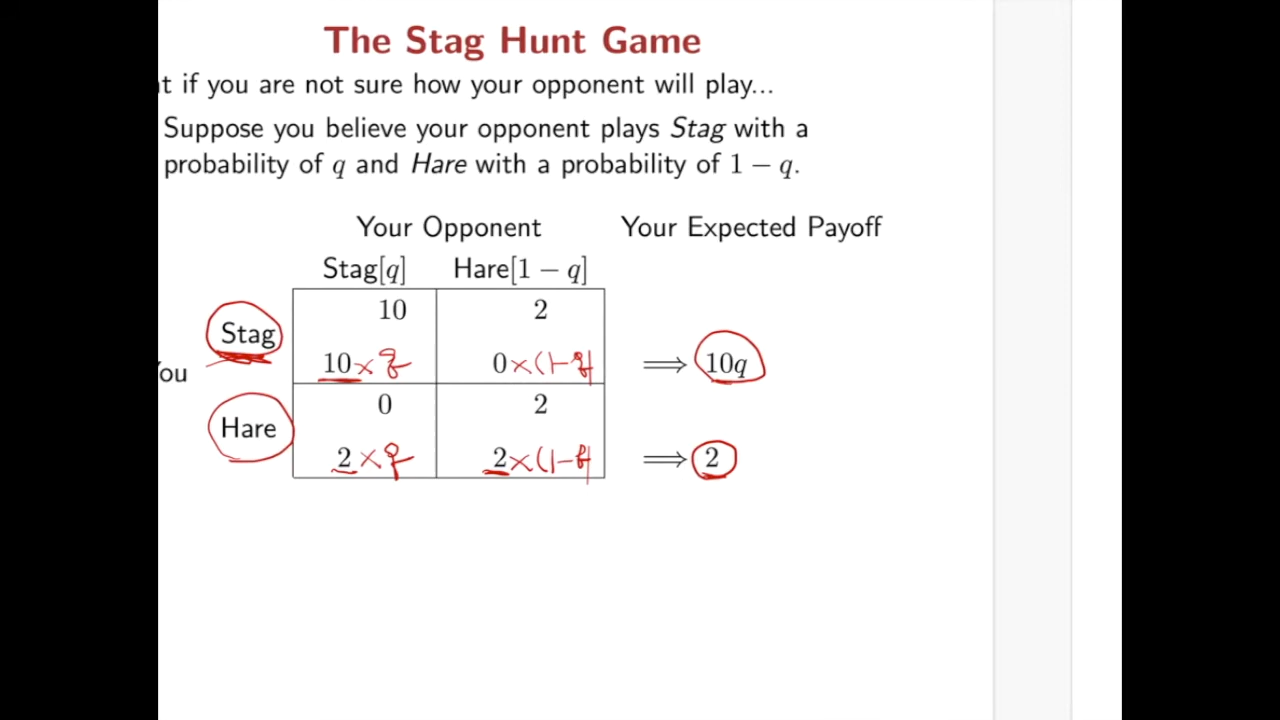 The Stag Hunt Game
t if you are not sure how your opponent will play...
Suppose you believe your opponent plays Stag with a
probability of q and Hare with a probability of 1 − q.
Your Opponent Your Expected Payoff
Stag[q] Hare[1 − q]
10 2
Stag
10 × q 0 × (1-q) ⟹ 10q
ou
0 2
Hare
2 × q 2 × (1-q) ⟹ 2